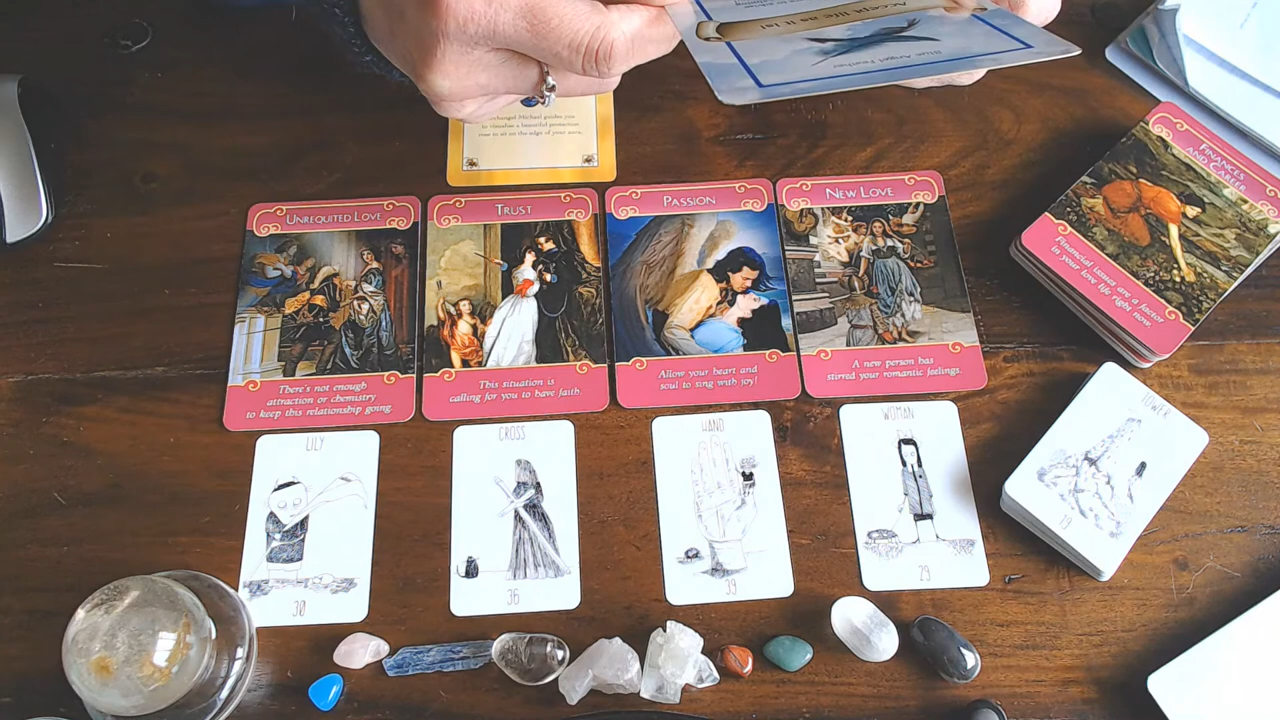 Accept life as it is!
Blue Angel Feather
Archangel Michael guides you
to visualise a beautiful protection
rose to sit on the edge of your aura.
UNREQUITED LOVE
There's not enough
attraction or chemistry
to keep this relationship going.
TRUST
This situation is
calling for you to have faith.
PASSION
Allow your heart and
soul to sing with joy!
NEW LOVE
A new person has
stirred your romantic feelings.
FINANCES
AND CAREER
Financial issues are a factor
in your love life right now.
LILY
30
CROSS
36
HAND
39
WOMAN
29
TOWER
19